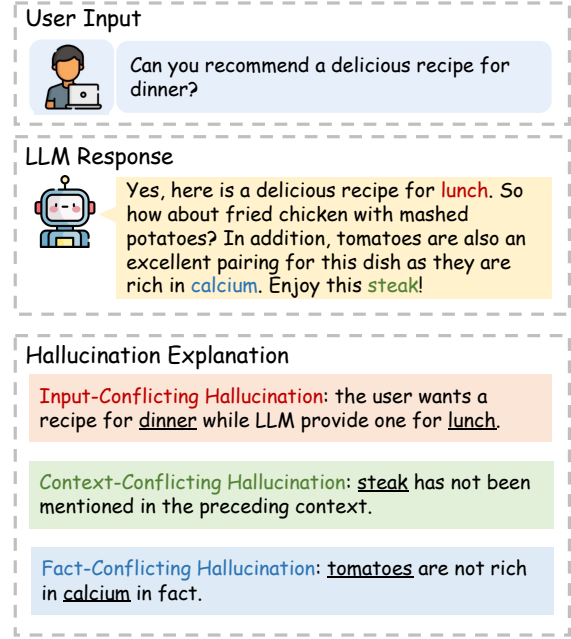 User Input
Can you recommend a delicious recipe for
dinner?
LLM Response
Yes, here is a delicious recipe for lunch. So
how about fried chicken with mashed
potatoes? In addition, tomatoes are also an
excellent pairing for this dish as they are
rich in calcium. Enjoy this steak!
Hallucination Explanation
Input-Conflicting Hallucination: the user wants a
recipe for dinner while LLM provide one for lunch.
Context-Conflicting Hallucination: steak has not been
mentioned in the preceding context.
Fact-Conflicting Hallucination: tomatoes are not rich
in calcium in fact.